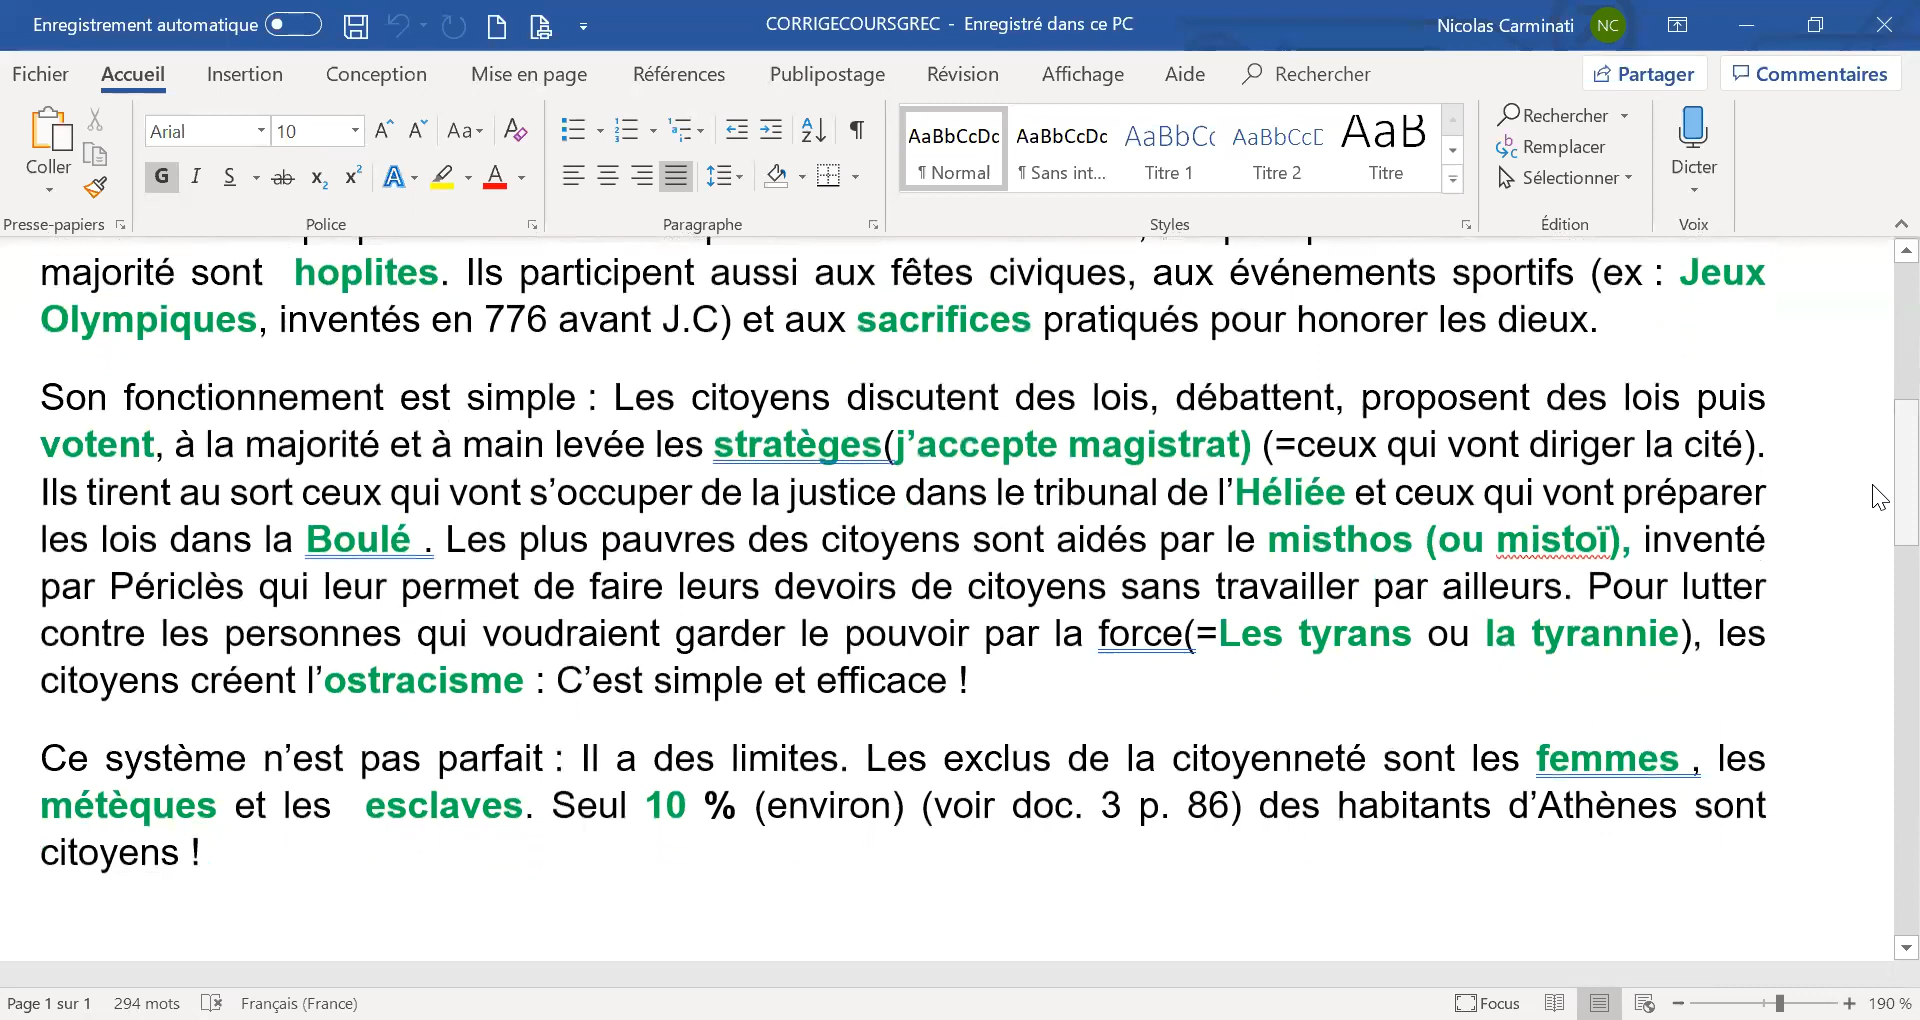 Enregistrement automatique
CORRIGECOURSGREC - Enregistré dans ce PC
Nicolas Carminati NC
Fichier Accueil Insertion Conception Mise en page Références Publipostage Révision Affichage Aide Rechercher Partager Commentaires
Coller
Presse-papiers
Arial 10
Aa
G I S ab x₂ x² A A
Police
Paragraphe
AaBbCcDc AaBbCcDc AaBbC AaBbCcE AaB
¶ Normal ¶ Sans int... Titre 1 Titre 2 Titre
Styles
Rechercher
Remplacer
Sélectionner
Édition
Dicter
Voix
majorité sont hoplites. Ils participent aussi aux fêtes civiques, aux événements sportifs (ex : Jeux
Olympiques, inventés en 776 avant J.C) et aux sacrifices pratiqués pour honorer les dieux.
Son fonctionnement est simple : Les citoyens discutent des lois, débattent, proposent des lois puis
votent, à la majorité et à main levée les stratèges(j’accepte magistrat) (=ceux qui vont diriger la cité).
Ils tirent au sort ceux qui vont s’occuper de la justice dans le tribunal de l’Héliée et ceux qui vont préparer
les lois dans la Boulé . Les plus pauvres des citoyens sont aidés par le misthos (ou mistoï), inventé
par Périclès qui leur permet de faire leurs devoirs de citoyens sans travailler par ailleurs. Pour lutter
contre les personnes qui voudraient garder le pouvoir par la force(=Les tyrans ou la tyrannie), les
citoyens créent l’ostracisme : C’est simple et efficace !
Ce système n’est pas parfait : Il a des limites. Les exclus de la citoyenneté sont les femmes , les
métèques et les esclaves. Seul 10 % (environ) (voir doc. 3 p. 86) des habitants d’Athènes sont
citoyens !
Page 1 sur 1 294 mots Français (France) Focus 190 %